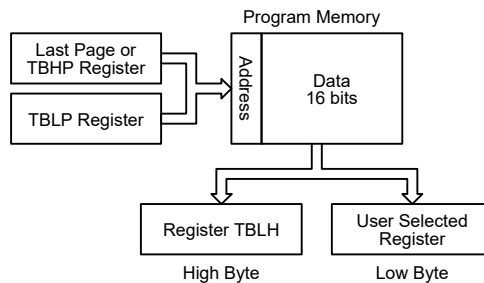 Program Memory
Last Page or
TBHP Register
TBLP Register
Address
Data
16 bits
Register TBLH
User Selected
Register
High Byte
Low Byte